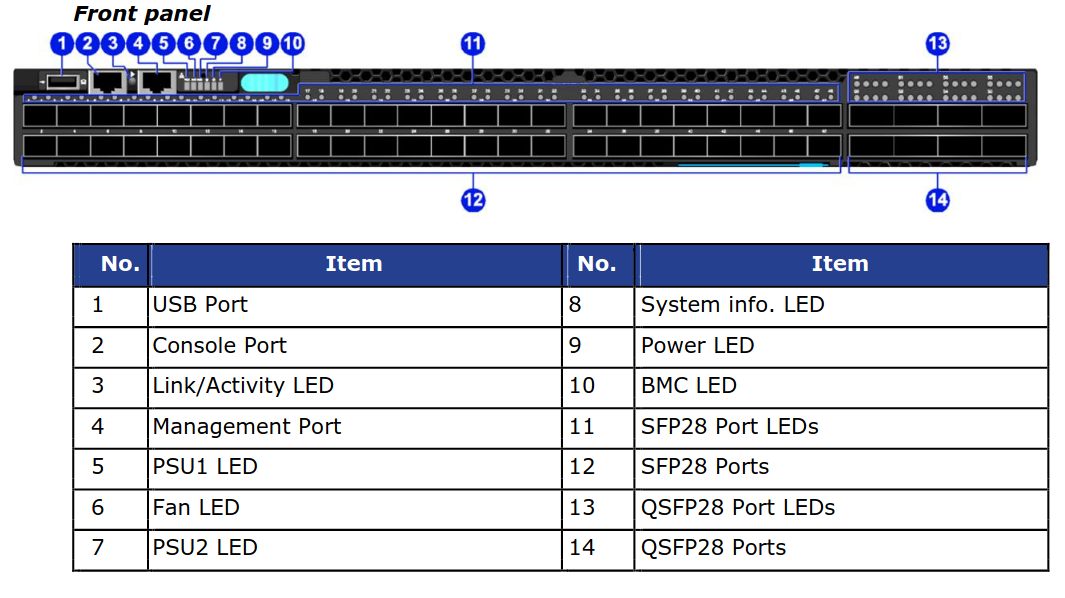 Front panel
1 2 3 4 5 6 7 8 9 10 11 13
12 14
No. Item No. Item
1 USB Port 8 System info. LED
2 Console Port 9 Power LED
3 Link/Activity LED 10 BMC LED
4 Management Port 11 SFP28 Port LEDs
5 PSU1 LED 12 SFP28 Ports
6 Fan LED 13 QSFP28 Port LEDs
7 PSU2 LED 14 QSFP28 Ports